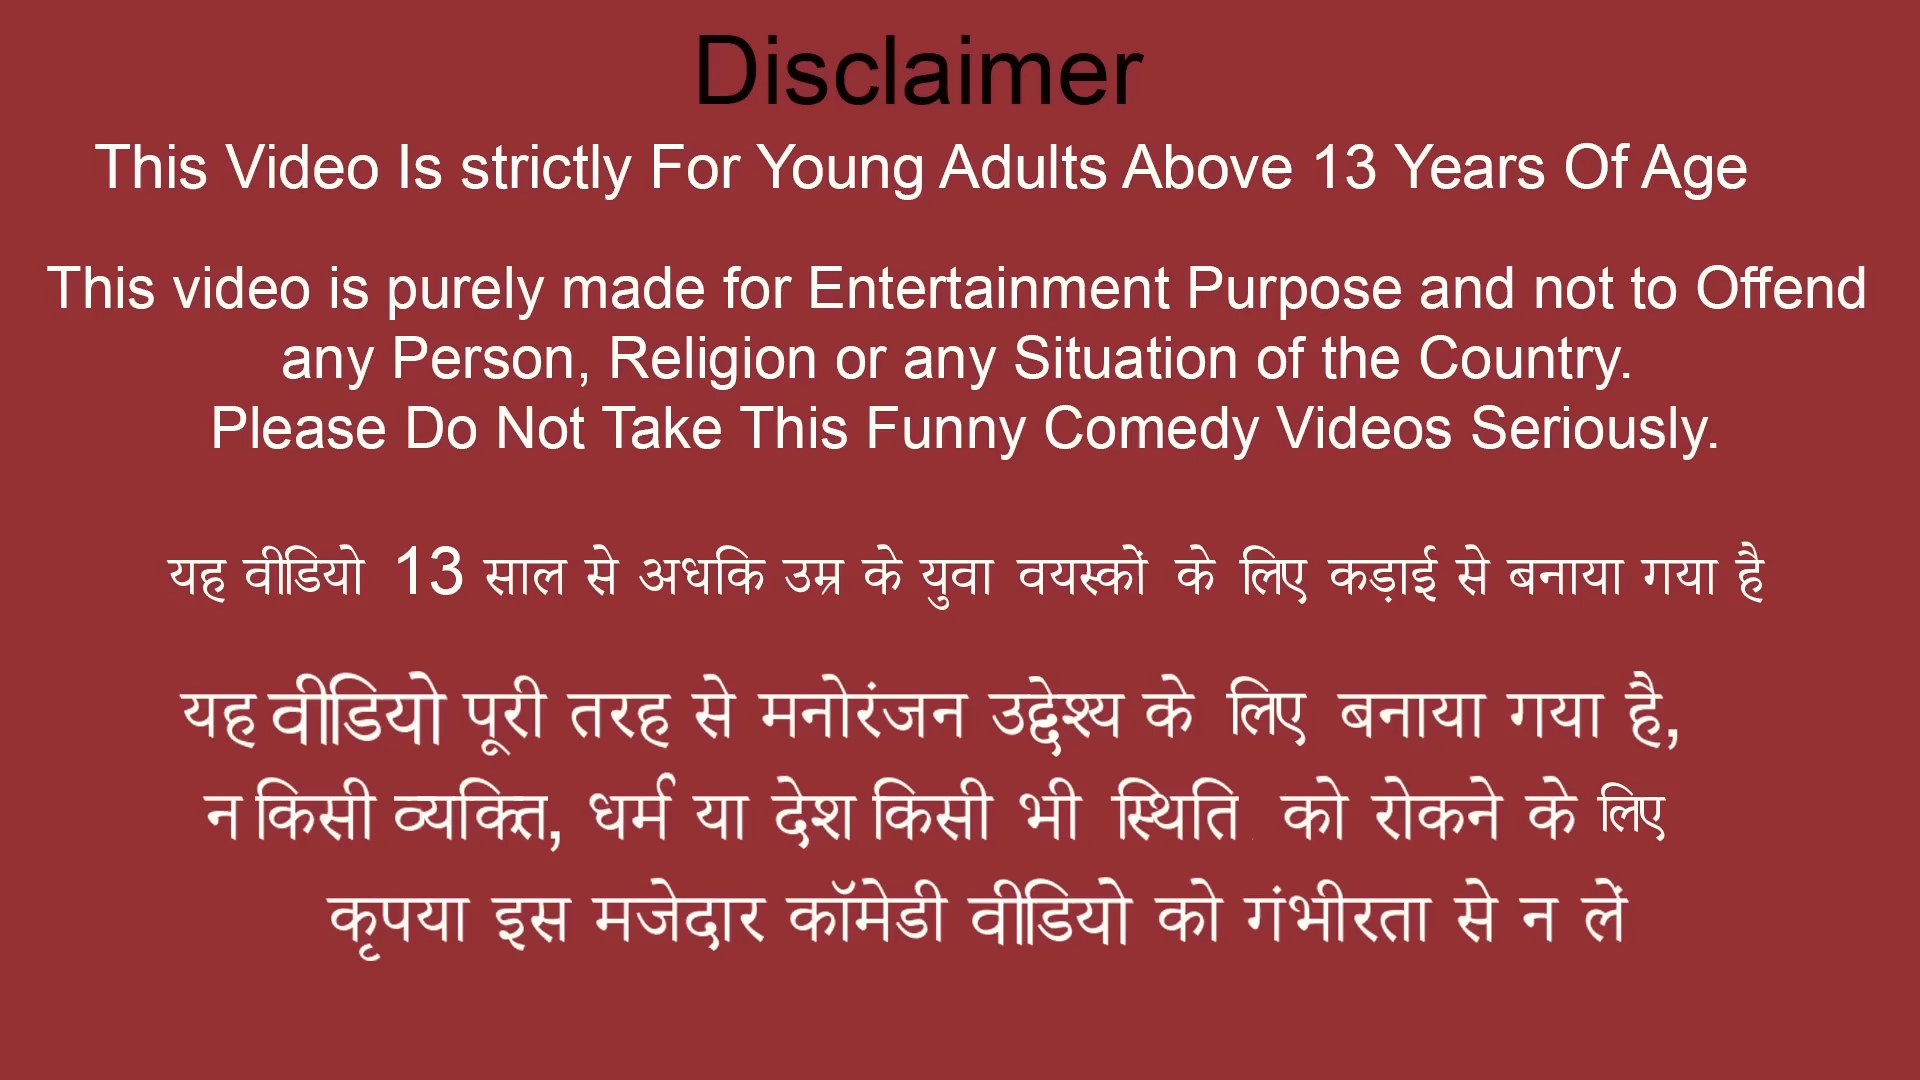 Disclaimer
This Video Is strictly For Young Adults Above 13 Years Of Age
This video is purely made for Entertainment Purpose and not to Offend
any Person, Religion or any Situation of the Country.
Please Do Not Take This Funny Comedy Videos Seriously.
यह वीडियो 13 साल से अधकि उम्र के युवा वयस्कों के लिए कड़ाई से बनाया गया है
यह वीडियो पूरी तरह से मनोरंजन उद्देश्य के लिए बनाया गया है,
न किसी व्यक्ति, धर्म या देश किसी भी स्थिति को रोकने के लिए
कृपया इस मजेदार कॉमेडी वीडियो को गंभीरता से न लें